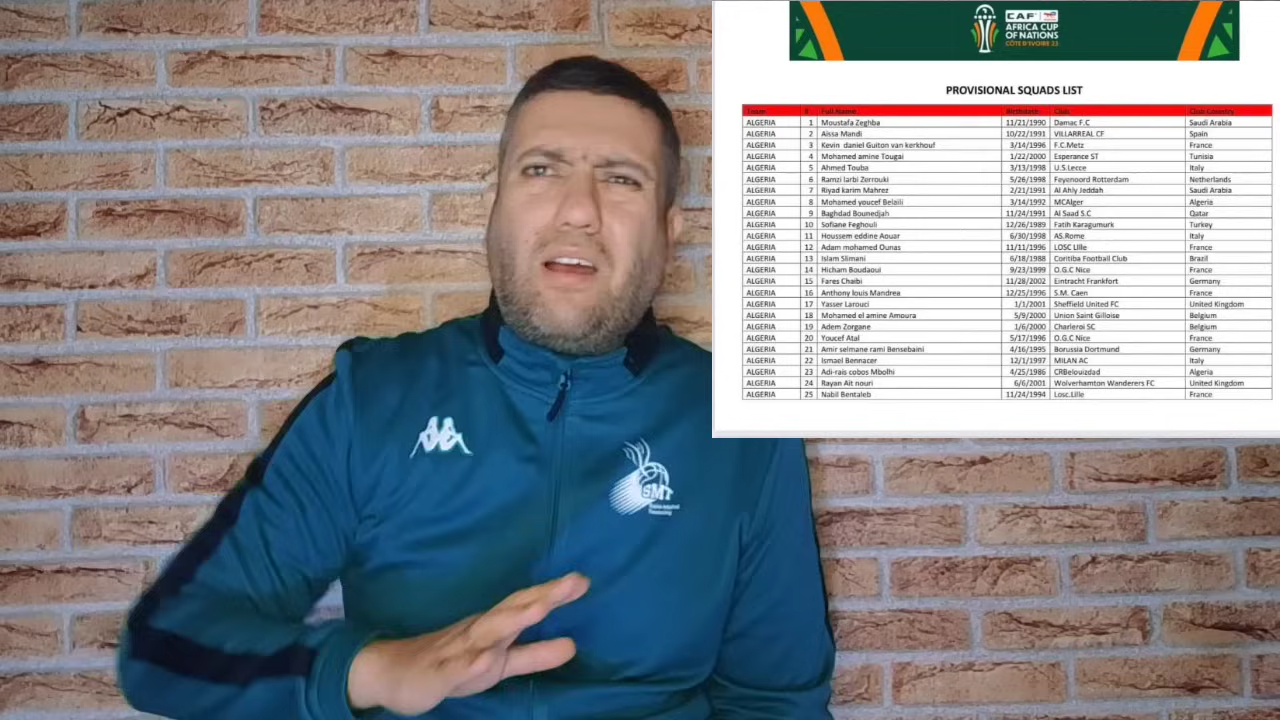 CAF
AFRICA CUP
OF NATIONS
CÔTE D'IVOIRE 23
PROVISIONAL SQUADS LIST
Team # Full Name Birthdate Club Club Country
ALGERIA 1 Moustafa Zeghba 11/21/1990 Damac F.C Saudi Arabia
ALGERIA 2 Aissa Mandi 10/22/1991 VILLARREAL CF Spain
ALGERIA 3 Kevin daniel Guiton van kerkhouf 3/14/1996 F.C.Metz France
ALGERIA 4 Mohamed amine Tougai 1/22/2000 Esperance ST Tunisia
ALGERIA 5 Ahmed Touba 3/13/1998 U.S.Lecce Italy
ALGERIA 6 Ramzi larbi Zerrouki 5/26/1998 Feyenoord Rotterdam Netherlands
ALGERIA 7 Riyad karim Mahrez 2/21/1991 Al Ahly Jeddah Saudi Arabia
ALGERIA 8 Mohamed youcef Belaili 3/14/1992 MCAlger Algeria
ALGERIA 9 Baghdad Bounedjah 11/24/1991 Al Saad S.C Qatar
ALGERIA 10 Sofiane Feghouli 12/26/1989 Fatih Karagumurk Turkey
ALGERIA 11 Houssem eddine Aouar 6/30/1998 AS.Rome Italy
ALGERIA 12 Adam mohamed Ounas 11/11/1996 LOSC Lille France
ALGERIA 13 Islam Slimani 6/18/1988 Coritiba Football Club Brazil
ALGERIA 14 Hicham Boudaoui 9/23/1999 O.G.C Nice France
ALGERIA 15 Fares Chaibi 11/28/2002 Eintracht Frankfort Germany
ALGERIA 16 Anthony louis Mandrea 12/25/1996 S.M. Caen France
ALGERIA 17 Yasser Larouci 1/1/2001 Sheffield United FC United Kingdom
ALGERIA 18 Mohamed el amine Amoura 5/9/2000 Union Saint Gilloise Belgium
ALGERIA 19 Adem Zorgane 1/6/2000 Charleroi SC Belgium
ALGERIA 20 Youcef Atal 5/17/1996 O.G.C Nice France
ALGERIA 21 Amir selmane rami Bensebaini 4/16/1995 Borussia Dortmund Germany
ALGERIA 22 Ismael Bennacer 12/1/1997 MILAN AC Italy
ALGERIA 23 Adi-rais cobos Mbolhi 4/25/1986 CRBelouizdad Algeria
ALGERIA 24 Rayan Ait nouri 6/6/2001 Wolverhamton Wanderers FC United Kingdom
ALGERIA 25 Nabil Bentaleb 11/24/1994 Losc.Lille France
SMT